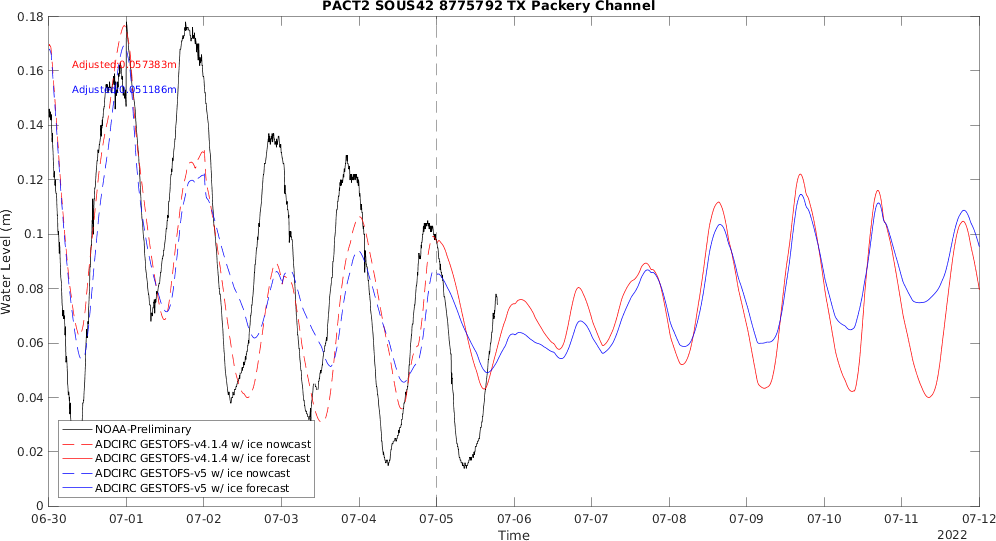 PACT2 SOUS42 8775792 TX Packery Channel
0.18
0.16
0.14
0.12
0.1
0.08
0.06
0.04
0.02
0
Water Level (m)
Adjusted:0.057383m
Adjusted:0.051186m
NOAA-Preliminary
ADCIRC GESTOFS-v4.1.4 w/ ice nowcast
ADCIRC GESTOFS-v4.1.4 w/ ice forecast
ADCIRC GESTOFS-v5 w/ ice nowcast
ADCIRC GESTOFS-v5 w/ ice forecast
06-30 07-01 07-02 07-03 07-04 07-05 07-06 07-07 07-08 07-09 07-10 07-11 07-12
Time
2022